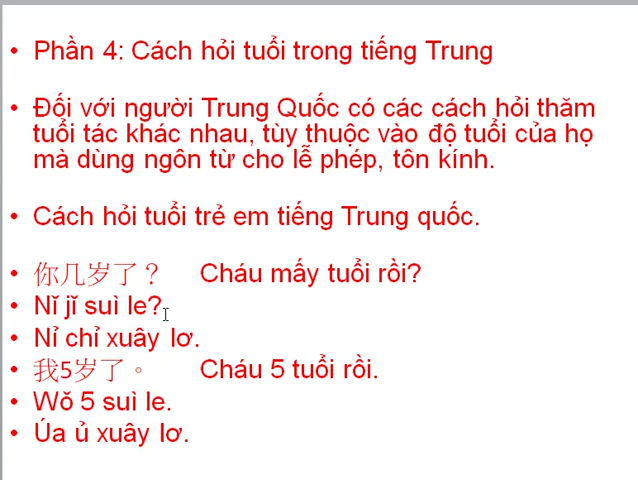 • Phần 4: Cách hỏi tuổi trong tiếng Trung
• Đối với người Trung Quốc có các cách hỏi thăm
tuổi tác khác nhau, tùy thuộc vào độ tuổi của họ
mà dùng ngôn từ cho lễ phép, tôn kính.
• Cách hỏi tuổi trẻ em tiếng Trung quốc.
• 你几岁了？ Cháu mấy tuổi rồi?
• Nǐ jǐ suì le?
• Nỉ chỉ xuây lơ.
• 我5岁了。 Cháu 5 tuổi rồi.
• Wǒ 5 suì le.
• Úa ủ xuây lơ.